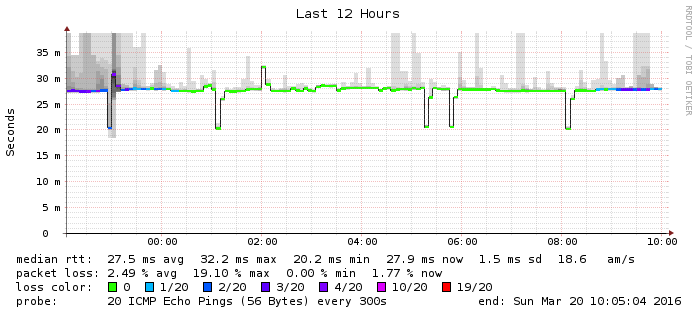 Last 12 Hours
RRDTOOL / TOBI OETIKER
Seconds
35 m
30 m
25 m
20 m
15 m
10 m
5 m
0
00:00 02:00 04:00 06:00 08:00 10:00
median rtt: 27.5 ms avg 32.2 ms max 20.2 ms min 27.9 ms now 1.5 ms sd 18.6 am/s
packet loss: 2.49 % avg 19.10 % max 0.00 % min 1.77 % now
loss color: 0 1/20 2/20 3/20 4/20 10/20 19/20
probe: 20 ICMP Echo Pings (56 Bytes) every 300s end: Sun Mar 20 10:05:04 2016